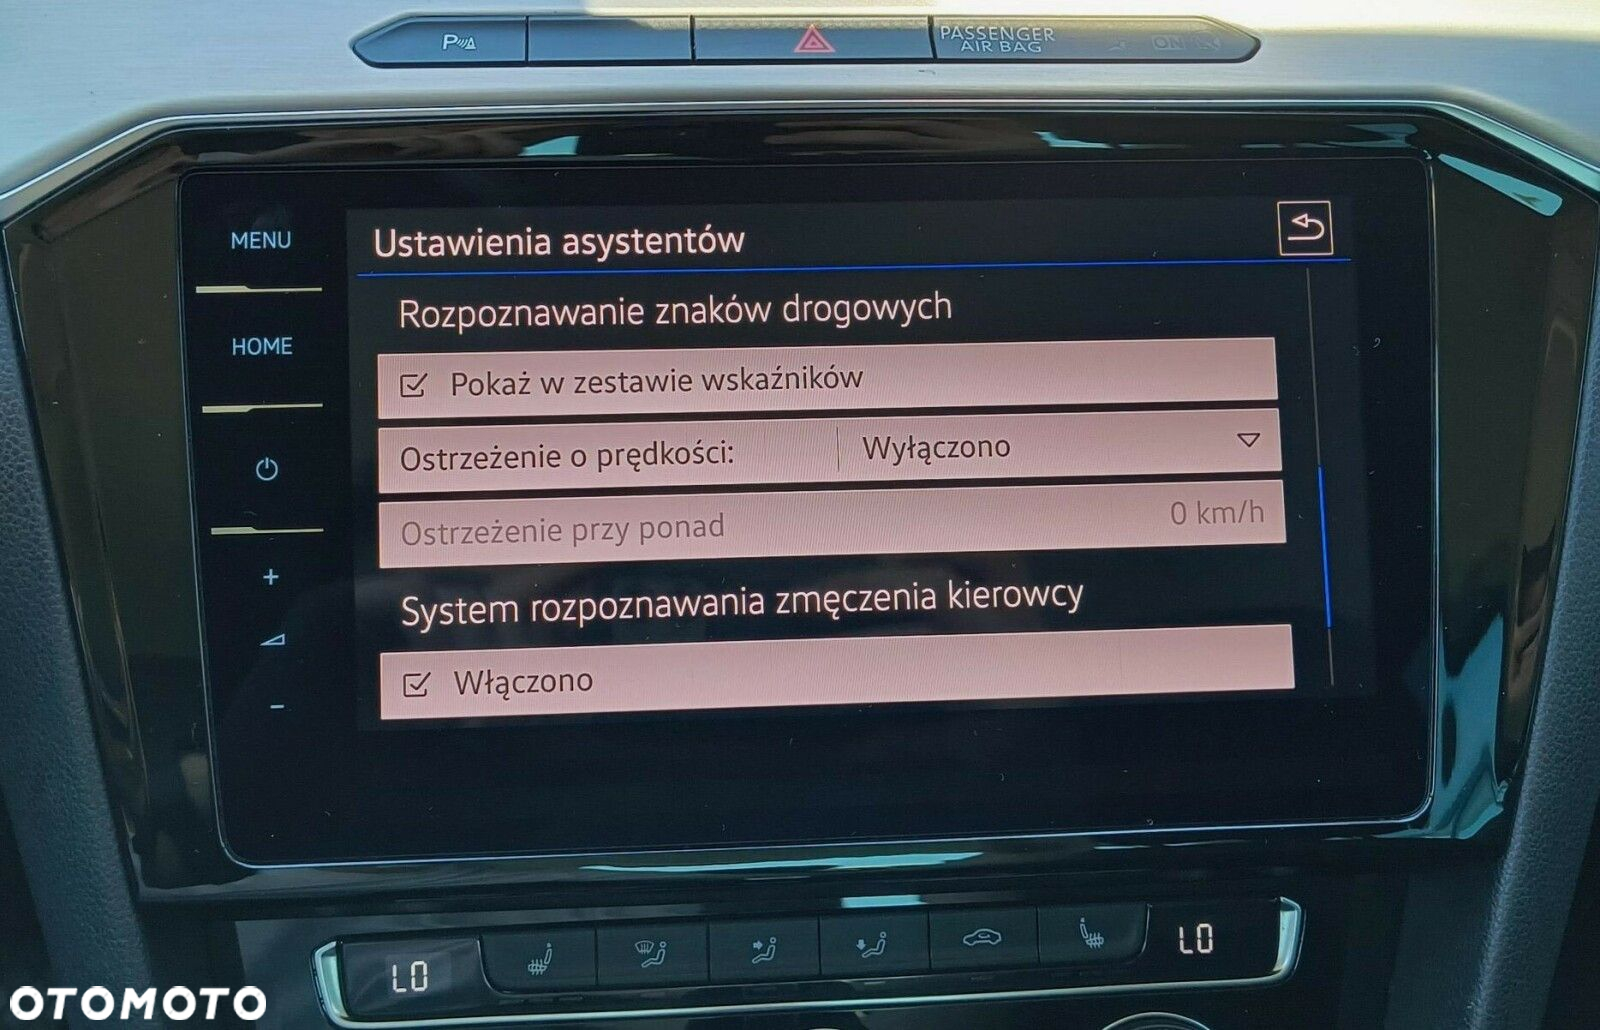 P
PASSENGER
AIR BAG
ON
MENU
HOME
Ustawienia asystentów
Rozpoznawanie znaków drogowych
Pokaż w zestawie wskaźników
Ostrzeżenie o prędkości: Wyłączono
Ostrzeżenie przy ponad 0 km/h
System rozpoznawania zmęczenia kierowcy
Włączono
LO LO
OTOMOTO